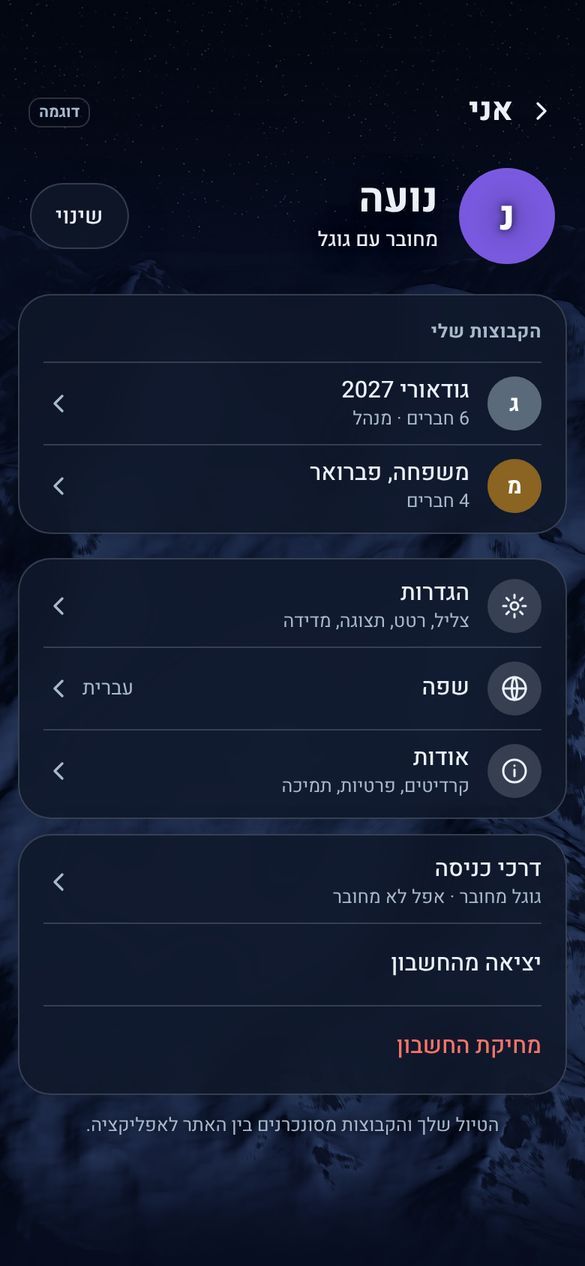 אני
דוגמה
נ
נועה
מחובר עם גוגל
שינוי
הקבוצות שלי
ג
גודאורי 2027
6 חברים · מנהל
מ
משפחה, פברואר
4 חברים
הגדרות
צליל, רטט, תצוגה, מדידה
שפה
עברית
אודות
קרדיטים, פרטיות, תמיכה
דרכי כניסה
גוגל מחובר · אפל לא מחובר
יציאה מהחשבון
מחיקת החשבון
הטיול שלך והקבוצות מסונכרנים בין האתר לאפליקציה.